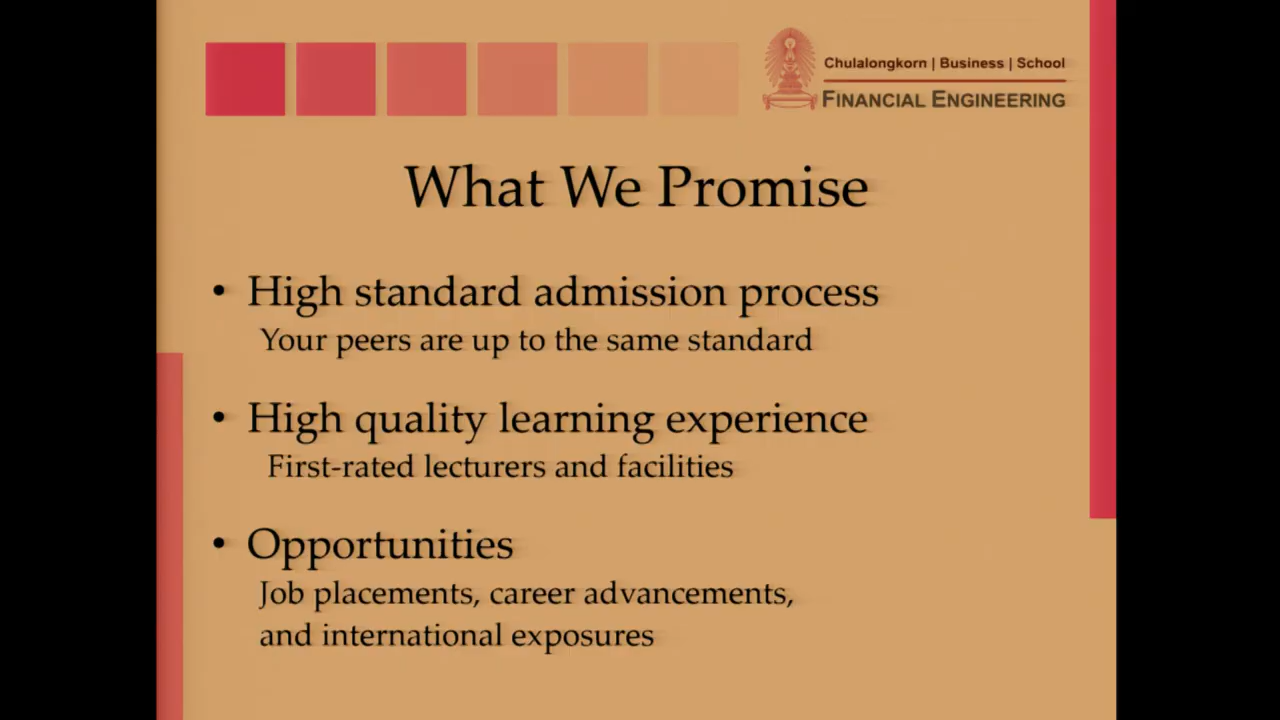 Chulalongkorn | Business | School
FINANCIAL ENGINEERING
What We Promise
• High standard admission process
Your peers are up to the same standard
• High quality learning experience
First-rated lecturers and facilities
• Opportunities
Job placements, career advancements,
and international exposures